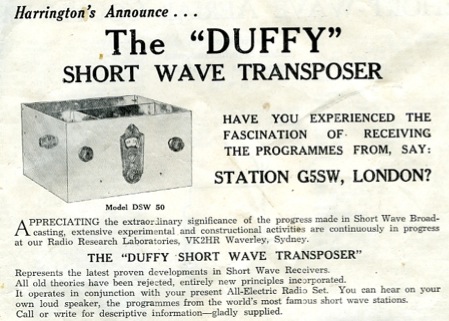 Harrington's Announce . . .
The "DUFFY"
SHORT WAVE TRANSPOSER
HAVE YOU EXPERIENCED THE
FASCINATION OF RECEIVING
THE PROGRAMMES FROM, SAY:
STATION G5SW, LONDON?
Model DSW 50
APPRECIATING the extraordinary significance of the progress made in Short Wave Broad-
casting, extensive experimental and constructional activities are continuously in progress
at our Radio Research Laboratories, VK2HR Waverley, Sydney.
THE "DUFFY SHORT WAVE TRANSPOSER"
Represents the latest proven developments in Short Wave Receivers.
All old theories have been rejected, entirely new principles incorporated.
It operates in conjunction with your present All-Electric Radio Set. You can hear on your
own loud speaker, the programmes from the world's most famous short wave stations.
Call or write for descriptive information—gladly supplied.